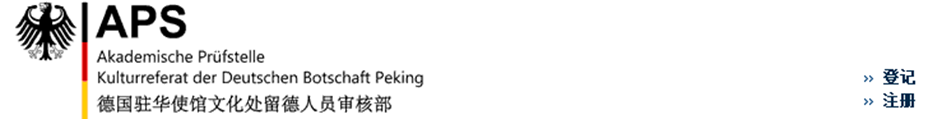 APS
Akademische Prüfstelle
Kulturreferat der Deutschen Botschaft Peking
德国驻华使馆文化处留德人员审核部
›› 登记
›› 注册